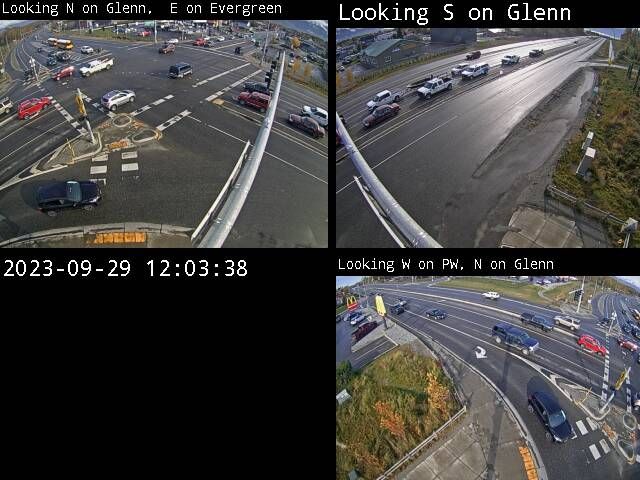 Looking N on Glenn,  E on Evergreen
Looking S on Glenn
2023-09-29 12:03:38
Looking W on PW, N on Glenn